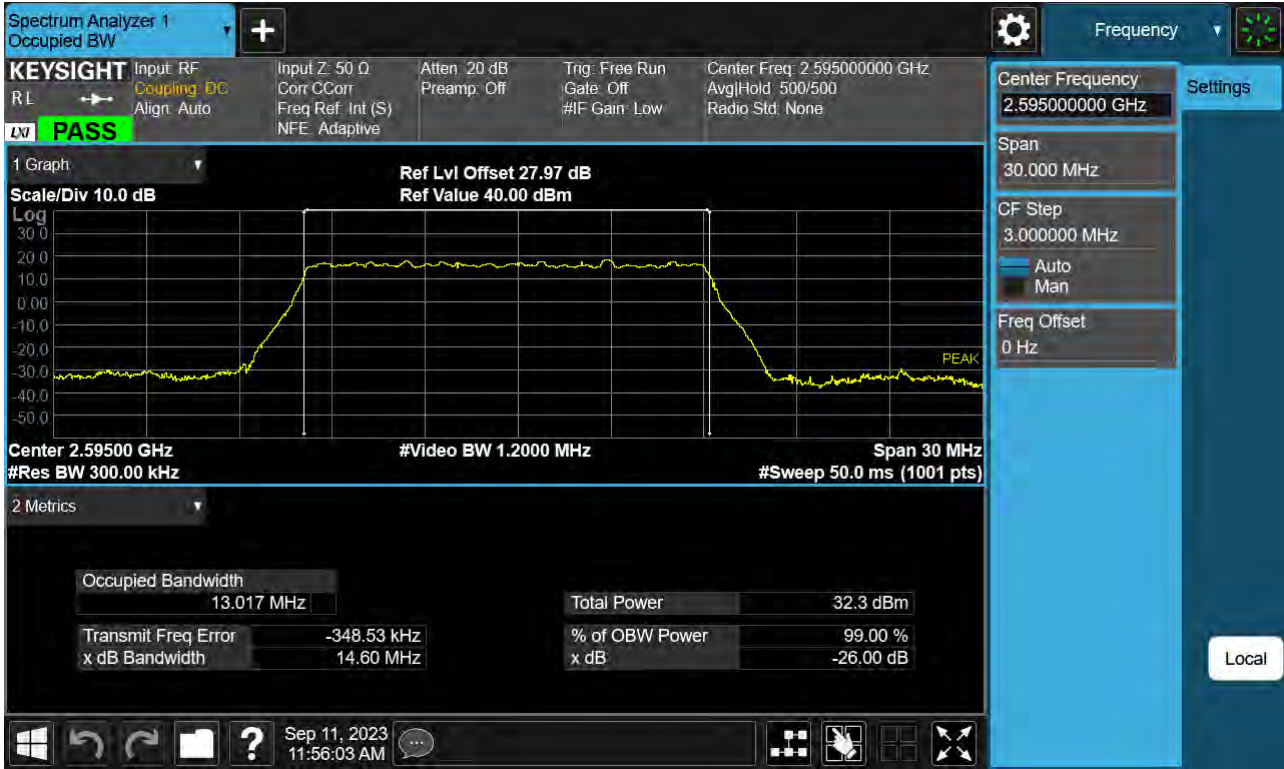 Spectrum Analyzer 1
Occupied BW
+
Frequency
KEYSIGHT
RL
LXI
PASS
Input: RF
Coupling: DC
Align: Auto
Input Z: 50 Ω
Corr CCorr
Freq Ref: Int (S)
NFE: Adaptive
Atten: 20 dB
Preamp: Off
Trig: Free Run
Gate: Off
#IF Gain: Low
Center Freq: 2.595000000 GHz
Avg|Hold: 500/500
Radio Std: None
Center Frequency
2.595000000 GHz
Settings
Span
30.000 MHz
CF Step
3.000000 MHz
Auto
Man
Freq Offset
0 Hz
Local
1 Graph
Scale/Div 10.0 dB
Ref Lvl Offset 27.97 dB
Ref Value 40.00 dBm
Log
30.0
20.0
10.0
0.00
-10.0
-20.0
-30.0
-40.0
-50.0
PEAK
Center 2.59500 GHz
#Video BW 1.2000 MHz
Span 30 MHz
#Res BW 300.00 kHz
#Sweep 50.0 ms (1001 pts)
2 Metrics
Occupied Bandwidth
13.017 MHz
Total Power 32.3 dBm
Transmit Freq Error -348.53 kHz
% of OBW Power 99.00 %
x dB Bandwidth 14.60 MHz
x dB -26.00 dB
?
Sep 11, 2023
11:56:03 AM